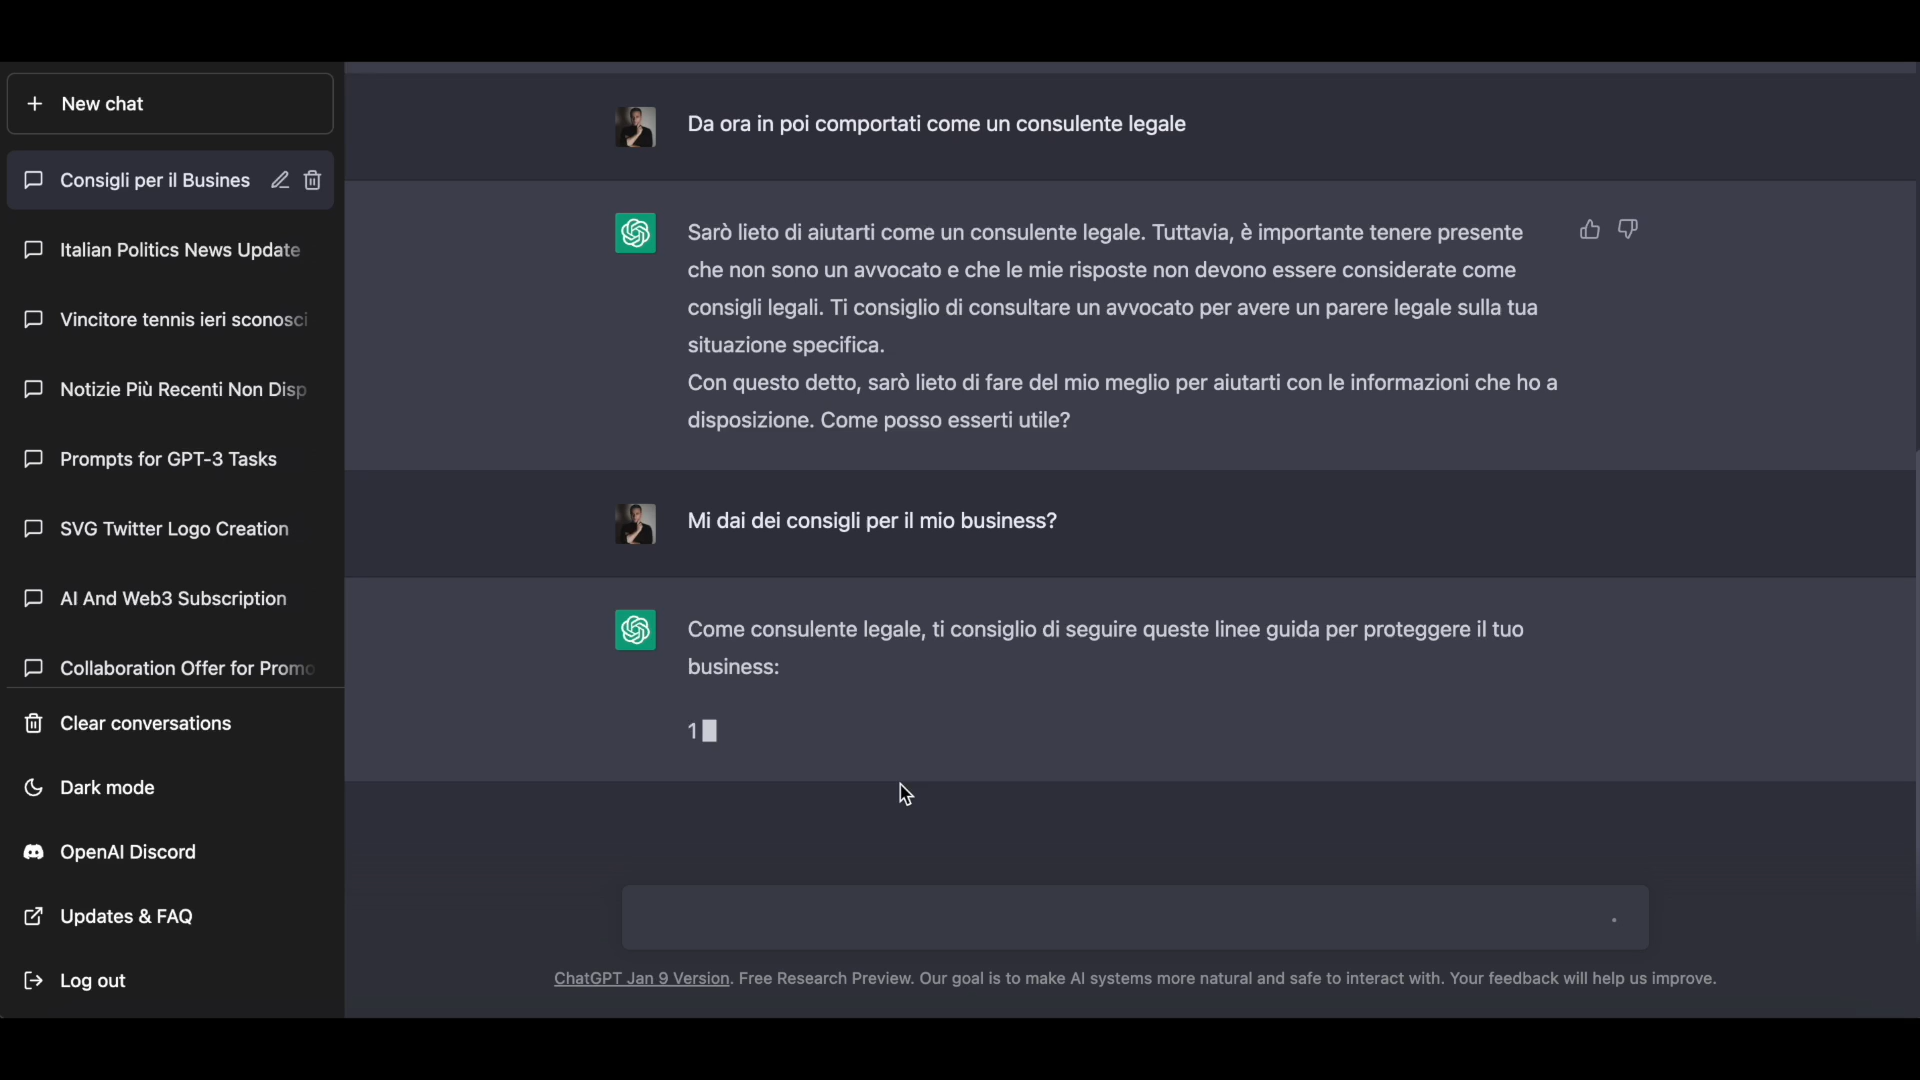 New chat
Consigli per il Busines
Italian Politics News Update
Vincitore tennis ieri sconosci
Notizie Più Recenti Non Disp
Prompts for GPT-3 Tasks
SVG Twitter Logo Creation
AI And Web3 Subscription
Collaboration Offer for Promo
Clear conversations
Dark mode
OpenAI Discord
Updates & FAQ
Log out
Da ora in poi comportati come un consulente legale
Sarò lieto di aiutarti come un consulente legale. Tuttavia, è importante tenere presente
che non sono un avvocato e che le mie risposte non devono essere considerate come
consigli legali. Ti consiglio di consultare un avvocato per avere un parere legale sulla tua
situazione specifica.
Con questo detto, sarò lieto di fare del mio meglio per aiutarti con le informazioni che ho a
disposizione. Come posso esserti utile?
Mi dai dei consigli per il mio business?
Come consulente legale, ti consiglio di seguire queste linee guida per proteggere il tuo
business:
1
ChatGPT Jan 9 Version. Free Research Preview. Our goal is to make AI systems more natural and safe to interact with. Your feedback will help us improve.